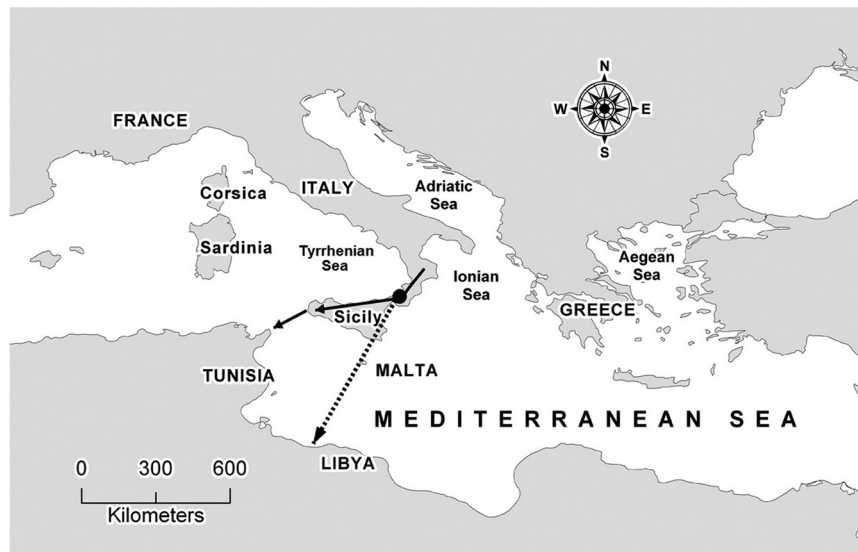 N
W E
S
FRANCE
Corsica
ITALY
Adriatic
Sea
Sardinia
Tyrrhenian
Sea
Ionian
Sea
Aegean
Sea
Sicily
GREECE
TUNISIA
MALTA
MEDITERRANEAN SEA
LIBYA
0 300 600
Kilometers